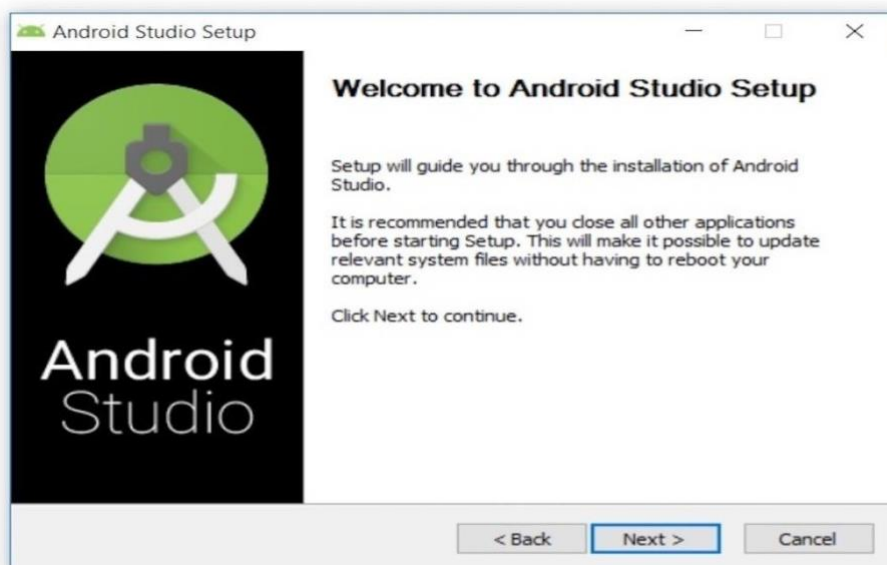 Android Studio Setup
Welcome to Android Studio Setup
Setup will guide you through the installation of Android
Studio.
It is recommended that you close all other applications
before starting Setup. This will make it possible to update
relevant system files without having to reboot your
computer.
Click Next to continue.
Android
Studio
< Back Next > Cancel